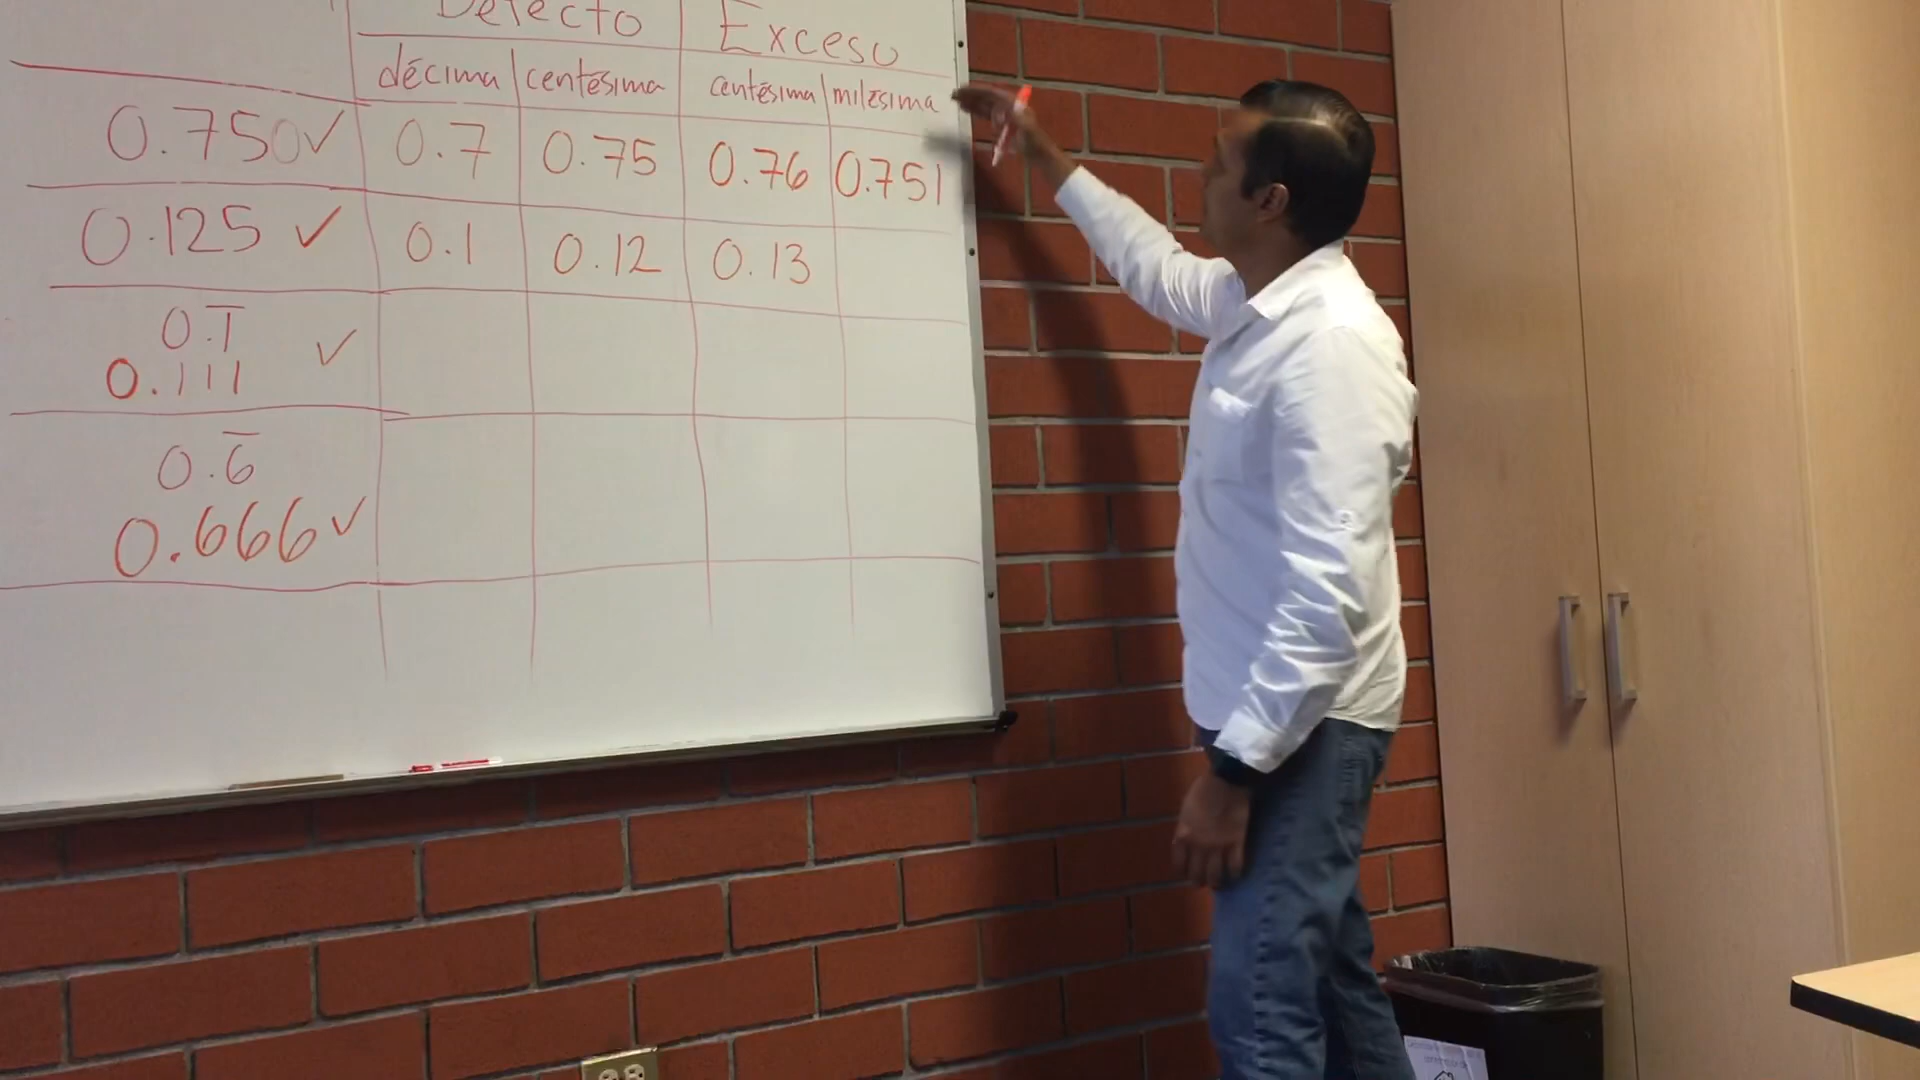 Defecto Exceso
décima centésima centésima milésima
0.750✓ 0.7 0.75 0.76 0.751
0.125 ✓ 0.1 0.12 0.13
0.1̅ ✓
0.111
0.6̅
0.666✓